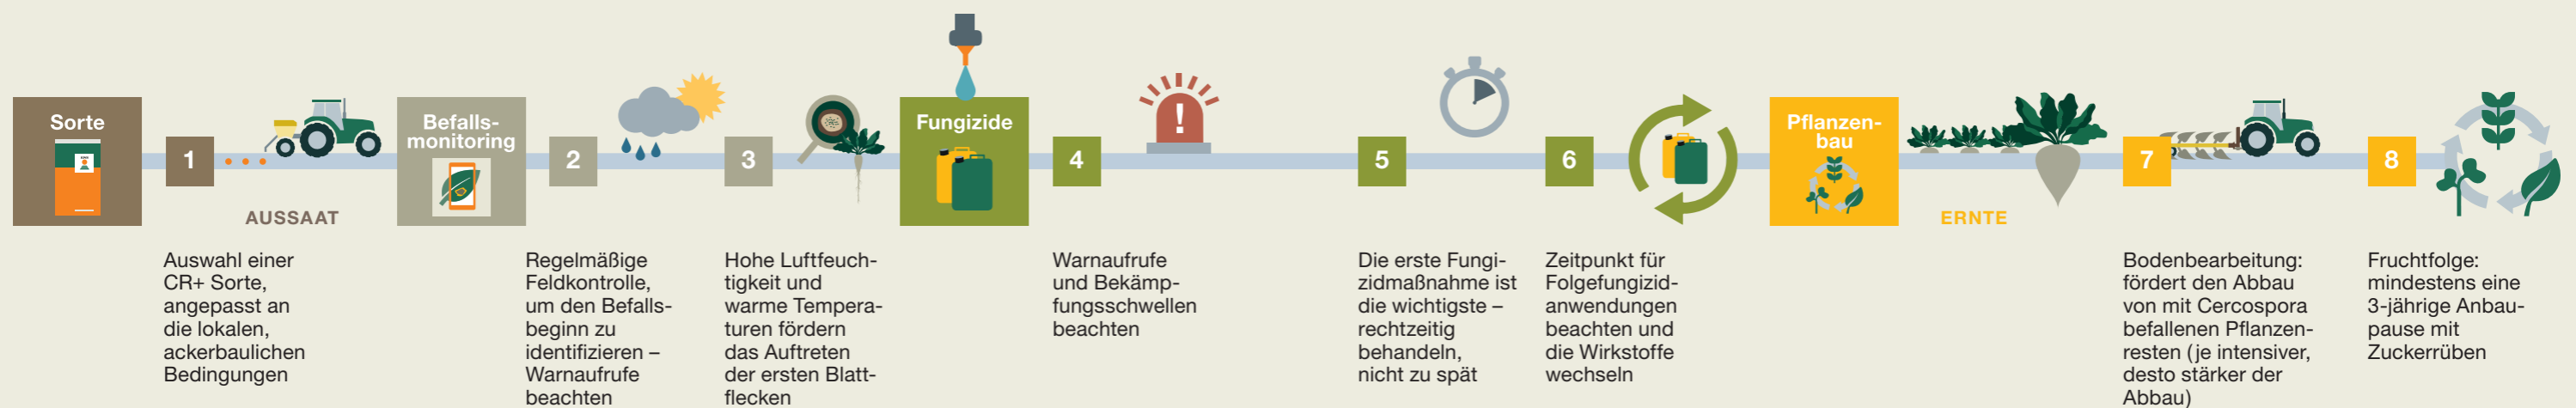 Sorte
1
AUSSAAT
Auswahl einer
CR+ Sorte,
angepasst an
die lokalen,
ackerbaulichen
Bedingungen
Befalls-
monitoring
2
Regelmäßige
Feldkontrolle,
um den Befalls-
beginn zu
identifizieren –
Warnaufrufe
beachten
3
Hohe Luftfeuch-
tigkeit und
warme Tempera-
turen fördern
das Auftreten
der ersten Blatt-
flecken
Fungizide
4
!
Warnaufrufe
und Bekämp-
fungsschwellen
beachten
5
Die erste Fungi-
zidmaßnahme ist
die wichtigste –
rechtzeitig
behandeln,
nicht zu spät
6
Zeitpunkt für
Folgefungizid-
anwendungen
beachten und
die Wirkstoffe
wechseln
Pflanzen-
bau
ERNTE
7
Bodenbearbeitung:
fördert den Abbau
von mit Cercospora
befallenen Pflanzen-
resten (je intensiver,
desto stärker der
Abbau)
8
Fruchtfolge:
mindestens eine
3-jährige Anbau-
pause mit
Zuckerrüben